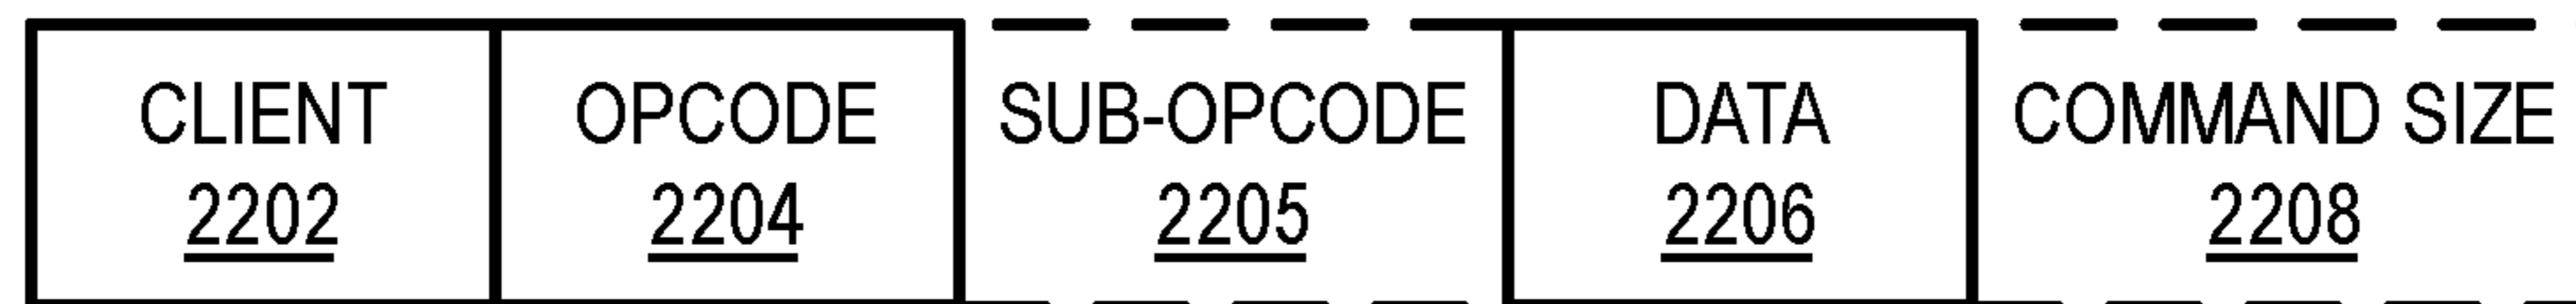 CLIENT OPCODE SUB-OPCODE DATA COMMAND SIZE
2202 2204 2205 2206 2208